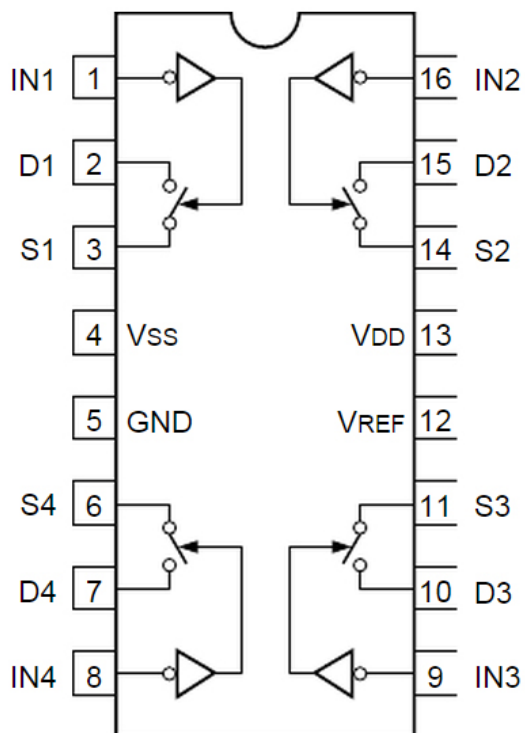 IN1 1 16 IN2
D1 2 15 D2
S1 3 14 S2
4 VSS VDD 13
5 GND VREF 12
S4 6 11 S3
D4 7 10 D3
IN4 8 9 IN3